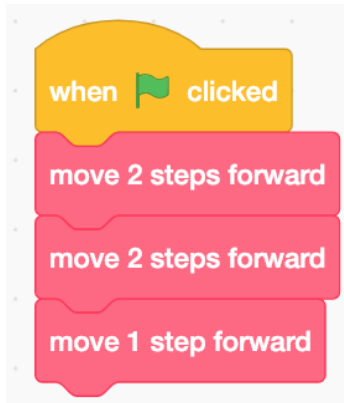 when clicked
move 2 steps forward
move 2 steps forward
move 1 step forward